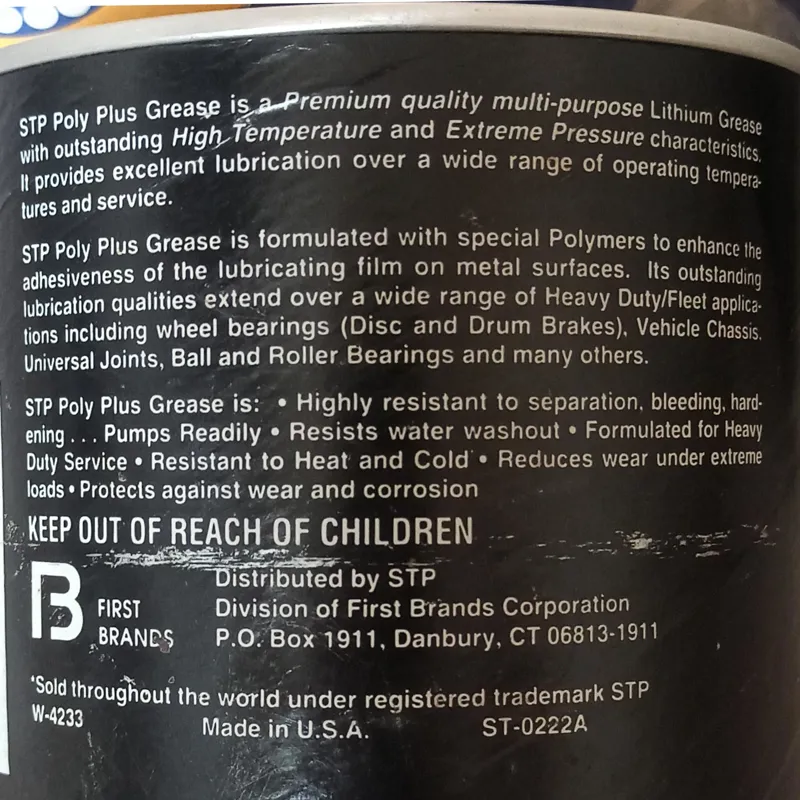 STP Poly Plus Grease is a Premium quality multi-purpose Lithium Grease
with outstanding High Temperature and Extreme Pressure characteristics.
It provides excellent lubrication over a wide range of operating tempera-
tures and service.
STP Poly Plus Grease is formulated with special Polymers to enhance the
adhesiveness of the lubricating film on metal surfaces. Its outstanding
lubrication qualities extend over a wide range of Heavy Duty/Fleet applica-
tions including wheel bearings (Disc and Drum Brakes), Vehicle Chassis,
Universal Joints, Ball and Roller Bearings and many others.
STP Poly Plus Grease is: • Highly resistant to separation, bleeding, hard-
ening . . . Pumps Readily • Resists water washout • Formulated for Heavy
Duty Service • Resistant to Heat and Cold • Reduces wear under extreme
loads • Protects against wear and corrosion
KEEP OUT OF REACH OF CHILDREN
B FIRST
BRANDS
Distributed by STP
Division of First Brands Corporation
P.O. Box 1911, Danbury, CT 06813-1911
*Sold throughout the world under registered trademark STP
W-4233 Made in U.S.A. ST-0222A